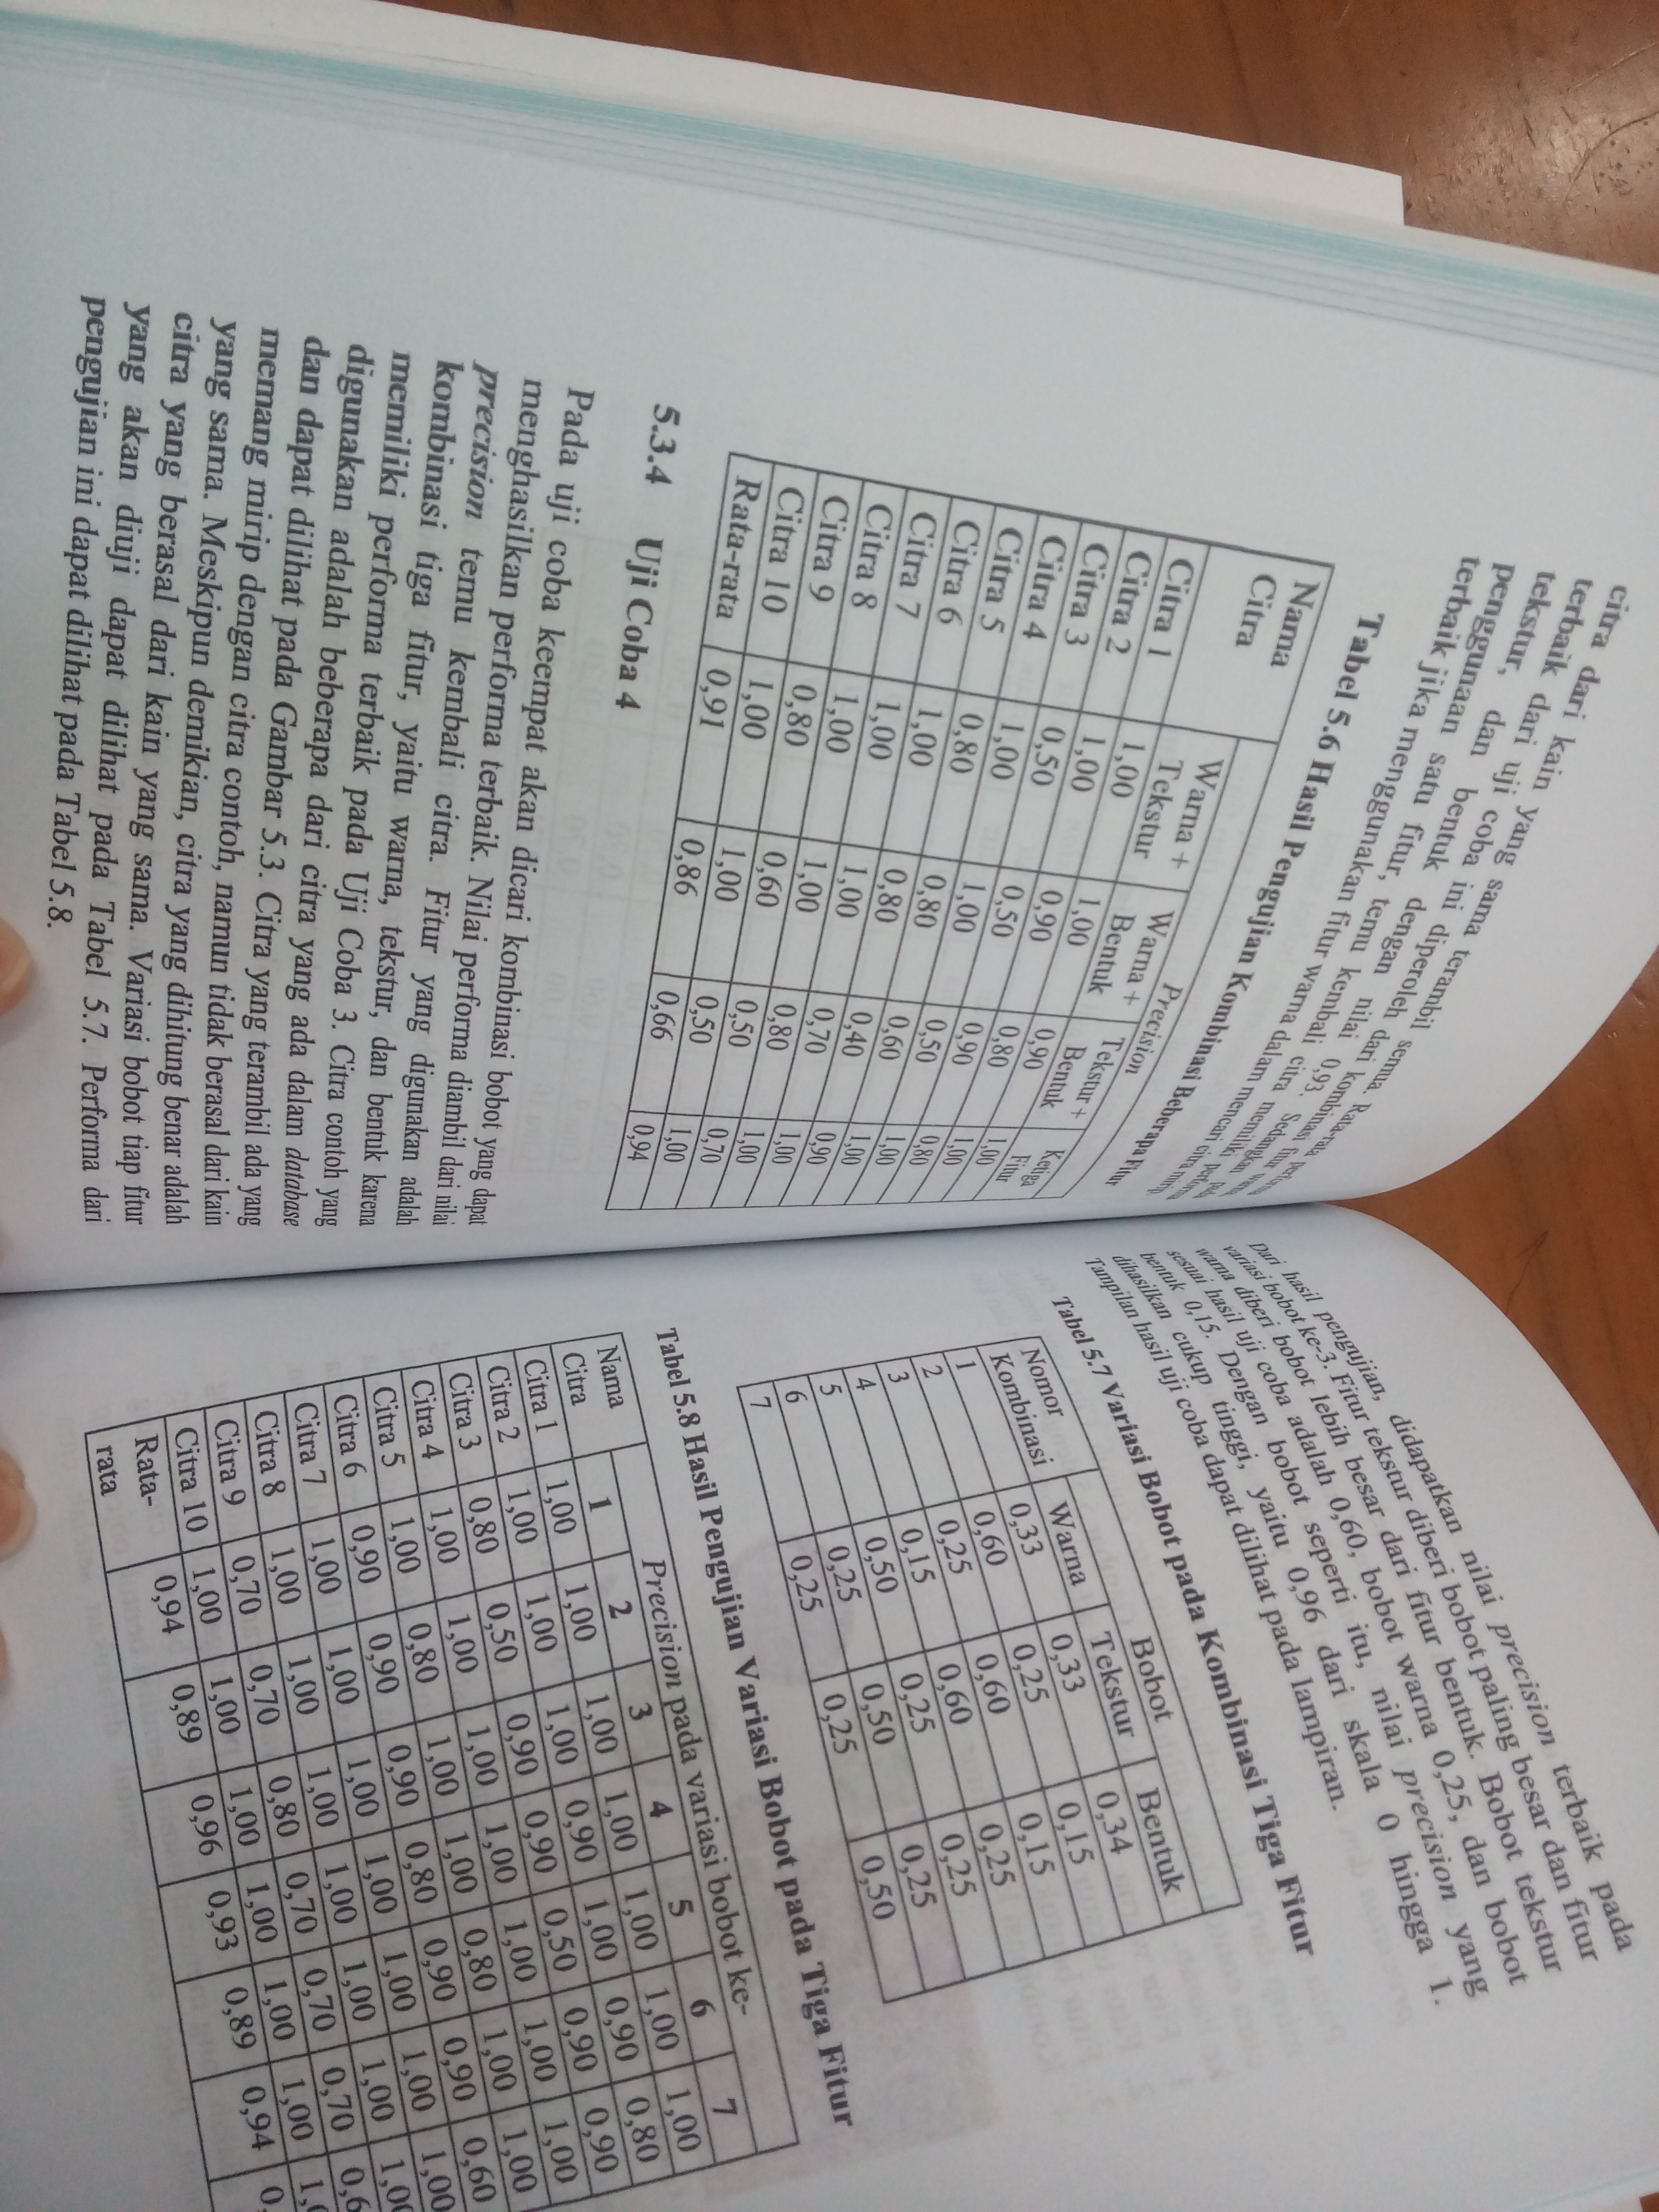 citra dari kain yang sama terambil semua. Rata-rata performa
terbaik dari uji coba ini diperoleh dari kombinasi fitur warna,
tekstur, dan bentuk dengan nilai 0,93. Sedangkan pada
penggunaan satu fitur, temu kembali citra memiliki performa
terbaik jika menggunakan fitur warna dalam mencari citra mirip.
Tabel 5.6 Hasil Pengujian Kombinasi Beberapa Fitur
Nama Citra Precision
Warna + Tekstur Warna + Bentuk Tekstur + Bentuk Ketiga Fitur
Citra 1 1,00 1,00 0,90 1,00
Citra 2 1,00 0,90 0,80 1,00
Citra 3 0,50 0,50 0,90 0,80
Citra 4 1,00 1,00 0,50 1,00
Citra 5 0,80 0,80 0,60 1,00
Citra 6 1,00 0,80 0,40 0,90
Citra 7 1,00 1,00 0,70 1,00
Citra 8 1,00 1,00 0,80 1,00
Citra 9 0,80 0,60 0,50 0,70
Citra 10 1,00 1,00 0,50 1,00
Rata-rata 0,91 0,86 0,66 0,94
5.3.4 Uji Coba 4
Pada uji coba keempat akan dicari kombinasi bobot yang dapat
menghasilkan performa terbaik. Nilai performa diambil dari nilai
precision temu kembali citra. Fitur yang digunakan adalah
kombinasi tiga fitur, yaitu warna, tekstur, dan bentuk karena
memiliki performa terbaik pada Uji Coba 3. Citra contoh yang
digunakan adalah beberapa dari citra yang ada dalam database
dan dapat dilihat pada Gambar 5.3. Citra yang terambil ada yang
memang mirip dengan citra contoh, namun tidak berasal dari kain
yang sama. Meskipun demikian, citra yang dihitung benar adalah
citra yang berasal dari kain yang sama. Variasi bobot tiap fitur
yang akan diuji dapat dilihat pada Tabel 5.7. Performa dari
pengujian ini dapat dilihat pada Tabel 5.8.
Dari hasil pengujian, didapatkan nilai precision terbaik pada
variasi bobot ke-3. Fitur tekstur diberi bobot paling besar dan fitur
warna diberi bobot lebih besar dari fitur bentuk. Bobot tekstur
sesuai hasil uji coba adalah 0,60, bobot warna 0,25, dan bobot
bentuk 0,15. Dengan bobot seperti itu, nilai precision yang
dihasilkan cukup tinggi, yaitu 0,96 dari skala 0 hingga 1.
Tampilan hasil uji coba dapat dilihat pada lampiran.
Tabel 5.7 Variasi Bobot pada Kombinasi Tiga Fitur
Nomor Kombinasi Bobot
Warna Tekstur Bentuk
1 0,33 0,33 0,34
2 0,60 0,25 0,15
3 0,25 0,60 0,15
4 0,15 0,60 0,25
5 0,50 0,25 0,25
6 0,25 0,50 0,25
7 0,25 0,25 0,50
Tabel 5.8 Hasil Pengujian Variasi Bobot pada Tiga Fitur
Nama Citra Precision pada variasi bobot ke-
1 2 3 4 5 6 7
Citra 1 1,00 1,00 1,00 1,00 1,00 1,00 1,00
Citra 2 1,00 1,00 1,00 0,90 1,00 0,90 0,80
Citra 3 0,80 0,50 0,90 0,90 0,50 0,90 0,90
Citra 4 1,00 1,00 1,00 1,00 1,00 1,00 1,00
Citra 5 1,00 0,80 1,00 1,00 0,80 1,00 1,00
Citra 6 0,90 0,90 0,90 0,80 0,90 0,90 0,60
Citra 7 1,00 1,00 1,00 1,00 1,00 1,00 1,00
Citra 8 1,00 1,00 1,00 1,00 1,00 1,00
Citra 9 0,70 0,70 0,80 0,70 0,70 0,70
Citra 10 1,00 1,00 1,00 1,00 1,00 1,00
Rata-rata 0,94 0,89 0,96 0,93 0,89 0,94